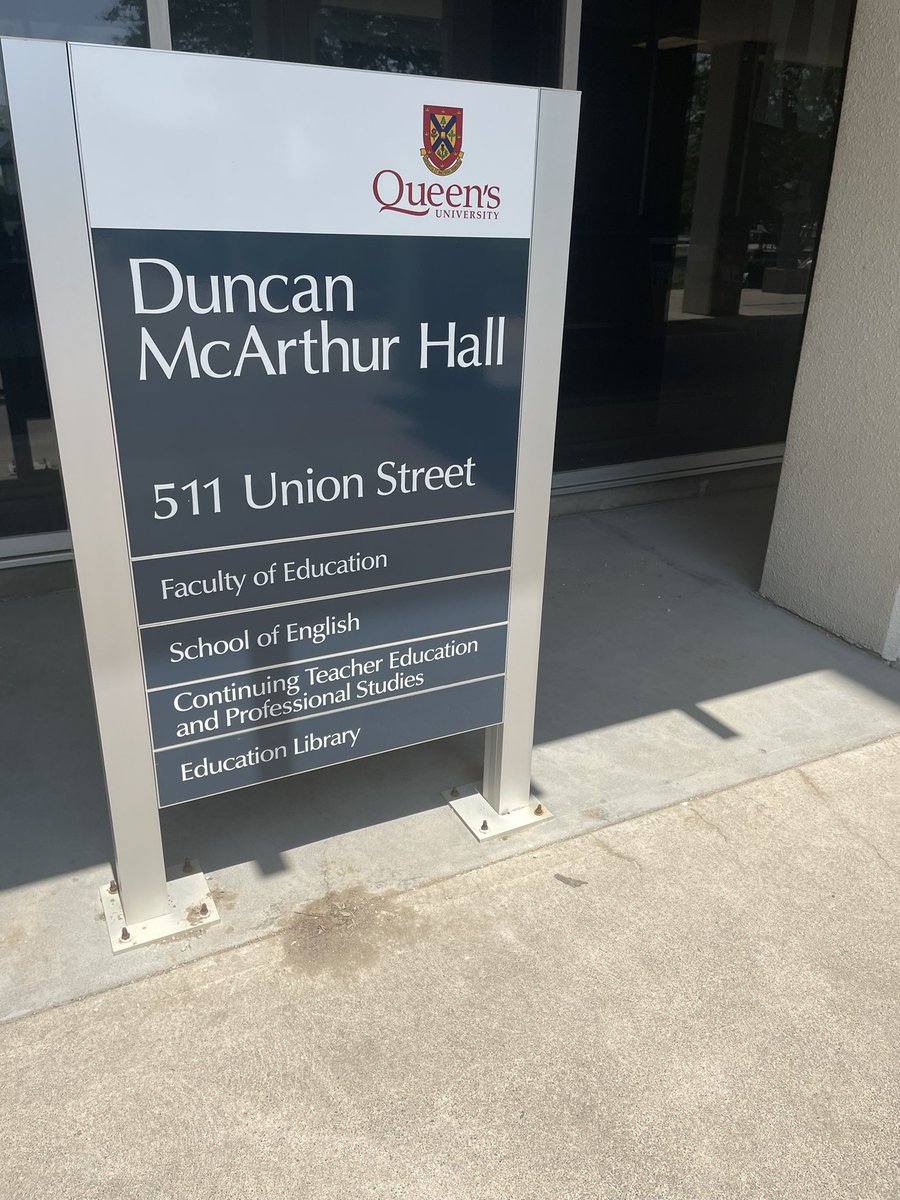 Queen's
UNIVERSITY
Duncan
McArthur Hall
511 Union Street
Faculty of Education
School of English
Continuing Teacher Education
and Professional Studies
Education Library